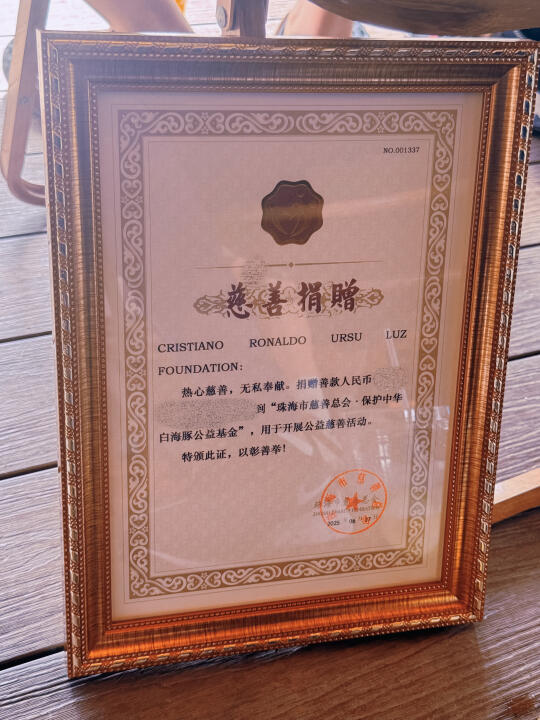 NO.001337
慈善捐赠
CRISTIANO RONALDO URSU LUZ
FOUNDATION:
热心慈善，无私奉献。捐赠善款人民币
到“珠海市慈善总会·保护中华
白海豚公益基金”，用于开展公益慈善活动。
特颁此证，以彰善举！